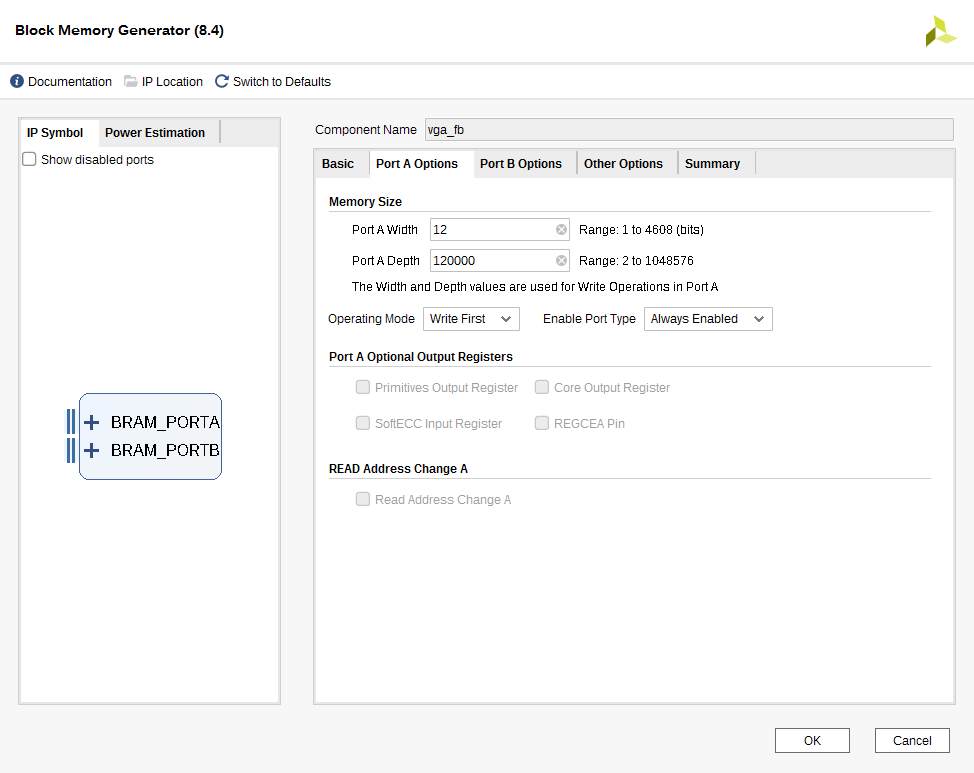 Block Memory Generator (8.4)
Documentation IP Location Switch to Defaults
IP Symbol Power Estimation
Show disabled ports
BRAM_PORTA
BRAM_PORTB
Component Name vga_fb
Basic Port A Options Port B Options Other Options Summary
Memory Size
Port A Width 12 Range: 1 to 4608 (bits)
Port A Depth 120000 Range: 2 to 1048576
The Width and Depth values are used for Write Operations in Port A
Operating Mode Write First Enable Port Type Always Enabled
Port A Optional Output Registers
Primitives Output Register Core Output Register
SoftECC Input Register REGCEA Pin
READ Address Change A
Read Address Change A
OK Cancel